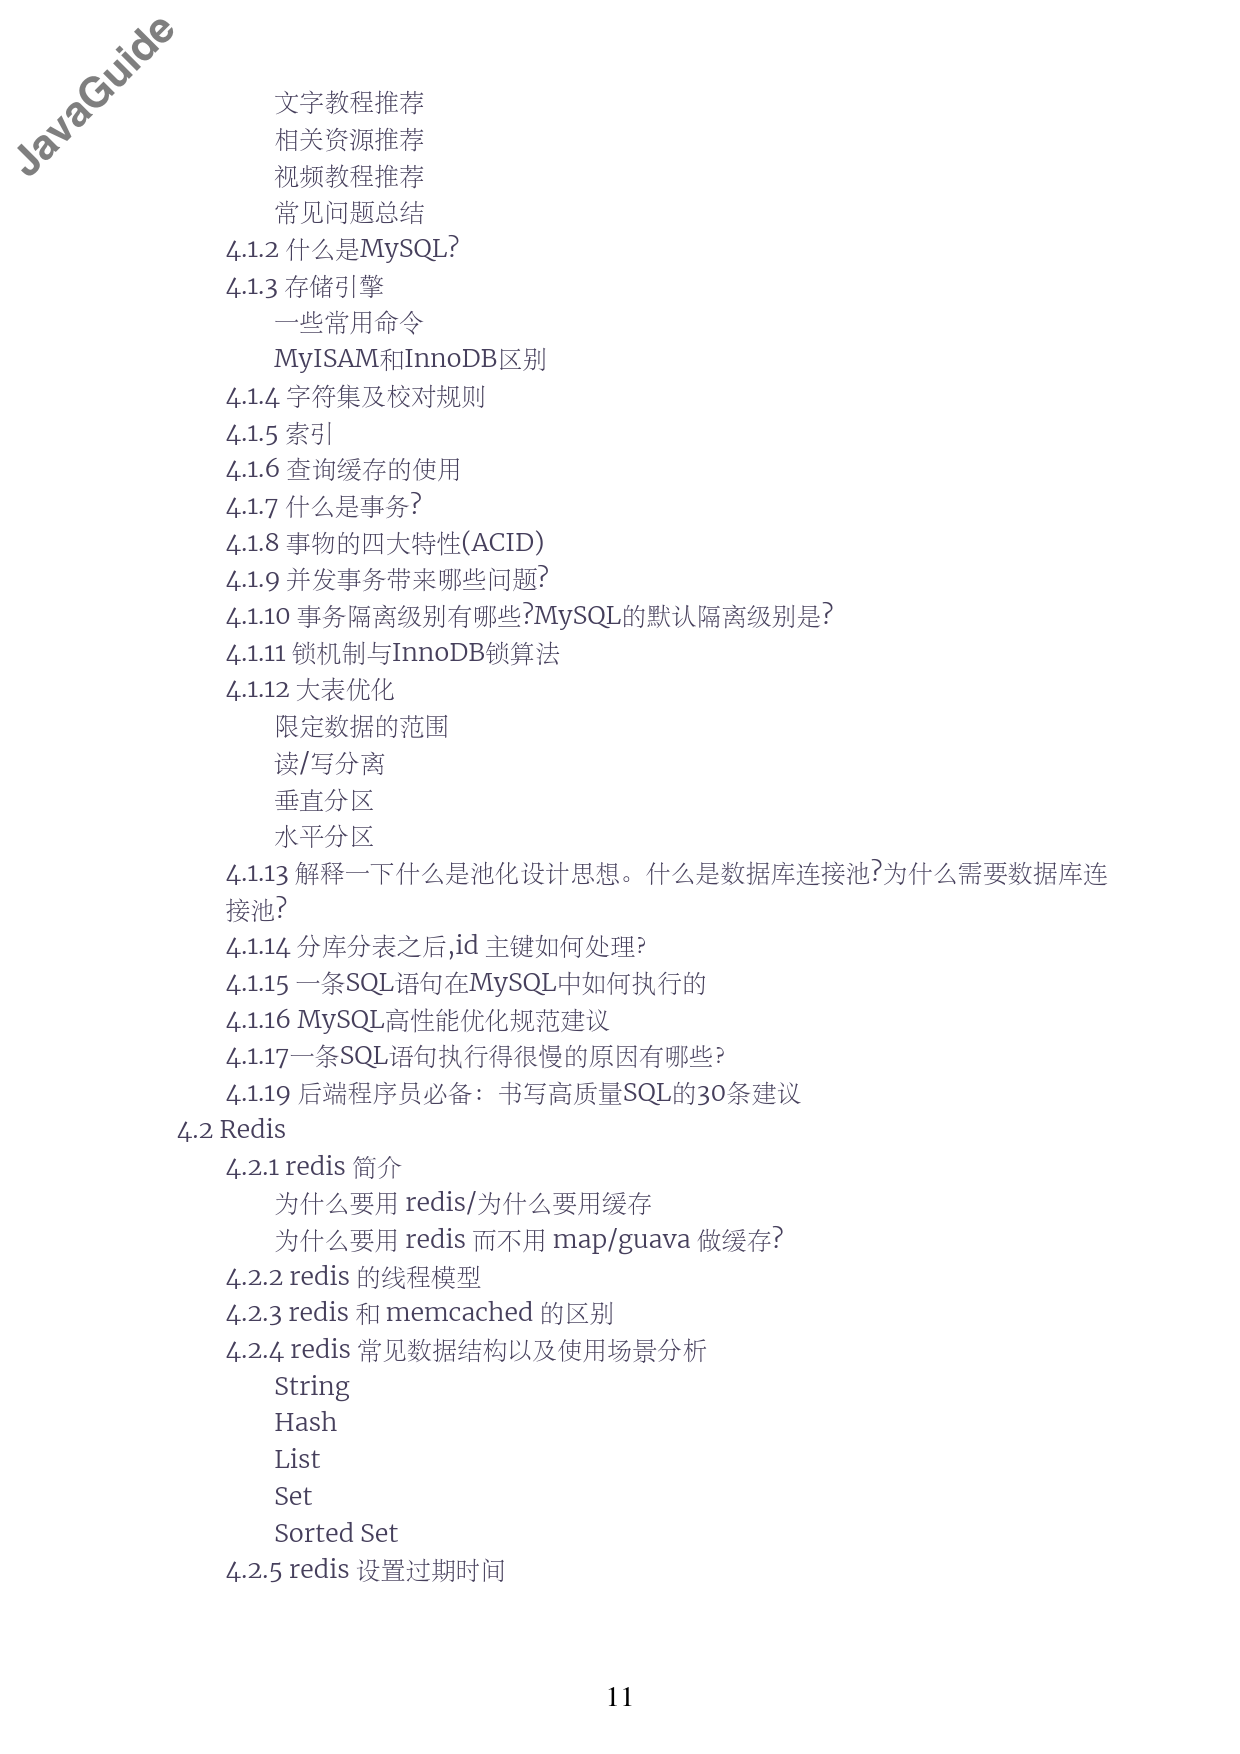 JavaGuide
文字教程推荐
相关资源推荐
视频教程推荐
常见问题总结
4.1.2 什么是MySQL?
4.1.3 存储引擎
一些常用命令
MyISAM和InnoDB区别
4.1.4 字符集及校对规则
4.1.5 索引
4.1.6 查询缓存的使用
4.1.7 什么是事务?
4.1.8 事物的四大特性(ACID)
4.1.9 并发事务带来哪些问题?
4.1.10 事务隔离级别有哪些?MySQL的默认隔离级别是?
4.1.11 锁机制与InnoDB锁算法
4.1.12 大表优化
限定数据的范围
读/写分离
垂直分区
水平分区
4.1.13 解释一下什么是池化设计思想。什么是数据库连接池?为什么需要数据库连
接池?
4.1.14 分库分表之后,id 主键如何处理?
4.1.15 一条SQL语句在MySQL中如何执行的
4.1.16 MySQL高性能优化规范建议
4.1.17一条SQL语句执行得很慢的原因有哪些?
4.1.19 后端程序员必备：书写高质量SQL的30条建议
4.2 Redis
4.2.1 redis 简介
为什么要用 redis/为什么要用缓存
为什么要用 redis 而不用 map/guava 做缓存?
4.2.2 redis 的线程模型
4.2.3 redis 和 memcached 的区别
4.2.4 redis 常见数据结构以及使用场景分析
String
Hash
List
Set
Sorted Set
4.2.5 redis 设置过期时间
11